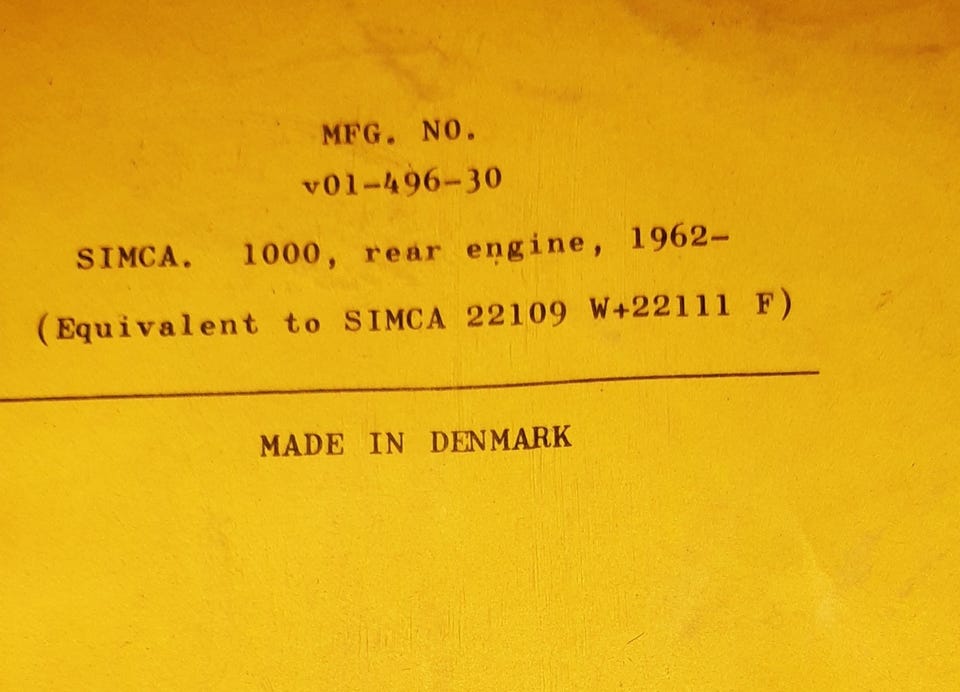 MFG. NO.
v01-496-30
SIMCA. 1000, rear engine, 1962-
(Equivalent to SIMCA 22109 W+22111 F)
MADE IN DENMARK